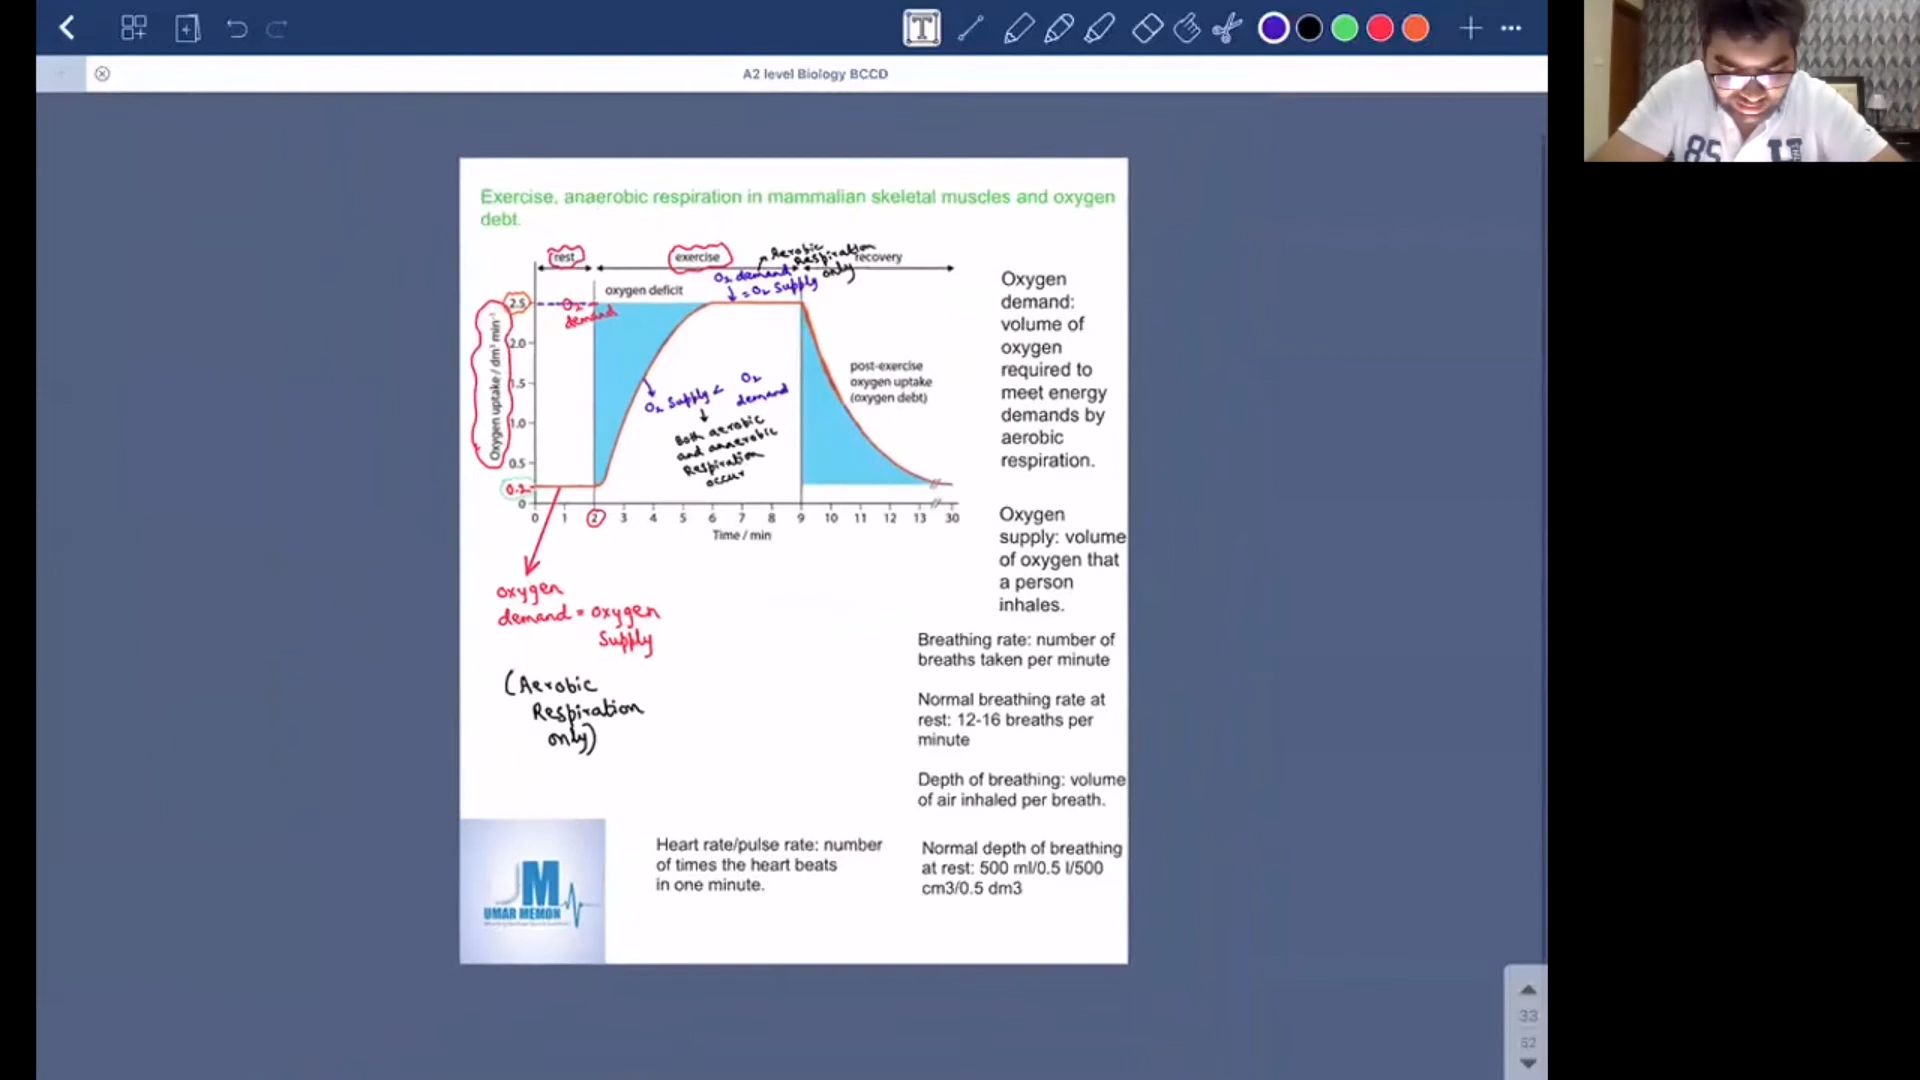 T
A2 level Biology BCCD
Exercise, anaerobic respiration in mammalian skeletal muscles and oxygen
debt.
rest
exercise
recovery
Aerobic
Respiration
only
O₂ demand
= O₂ Supply
oxygen deficit
O₂
demand
Oxygen uptake / dm³ min⁻¹
2.5
2.0
1.5
1.0
0.5
0.2
0
post-exercise
oxygen uptake
(oxygen debt)
O₂ Supply < O₂
demand
Both aerobic
and anaerobic
Respiration
occur
0 1 2 3 4 5 6 7 8 9 10 11 12 13 30
Time / min
oxygen
demand = oxygen
Supply
(Aerobic
Respiration
only)
Oxygen
demand:
volume of
oxygen
required to
meet energy
demands by
aerobic
respiration.
Oxygen
supply: volume
of oxygen that
a person
inhales.
Breathing rate: number of
breaths taken per minute
Normal breathing rate at
rest: 12-16 breaths per
minute
Depth of breathing: volume
of air inhaled per breath.
Normal depth of breathing
at rest: 500 ml/0.5 l/500
cm3/0.5 dm3
Heart rate/pulse rate: number
of times the heart beats
in one minute.
UM
UMAR MEMON
33
52
85